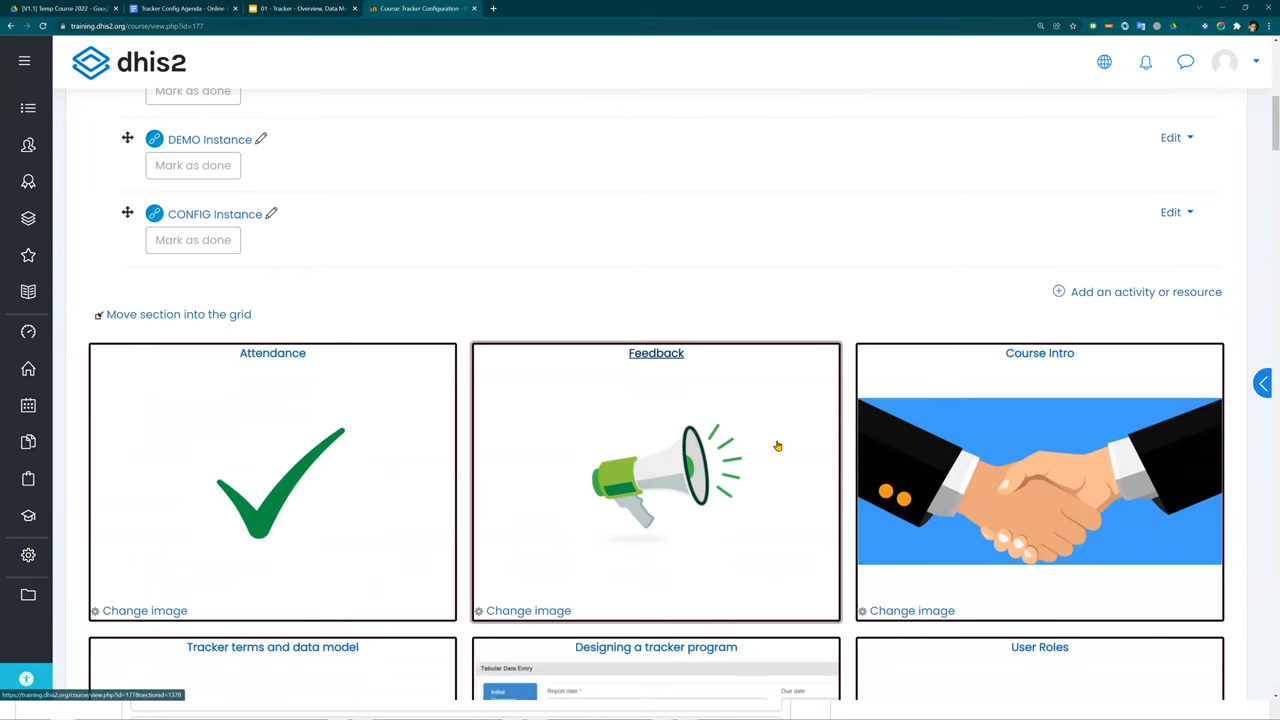 [V1.1] Temp Course 2022 - Goog
Tracker Config Agenda - Online -
01 - Tracker - Overview, Data Mo
Course: Tracker Configuration - L
training.dhis2.org/course/view.php?id=177
dhis2
Mark as done
DEMO Instance
Edit
Mark as done
CONFIG Instance
Edit
Mark as done
Add an activity or resource
Move section into the grid
Attendance
Feedback
Course Intro
Change image
Change image
Change image
Tracker terms and data model
Designing a tracker program
User Roles
Tabular Data Entry
Initial
Report date *
Due date
https://training.dhis2.org/course/view.php?id=177&sectionid=1378